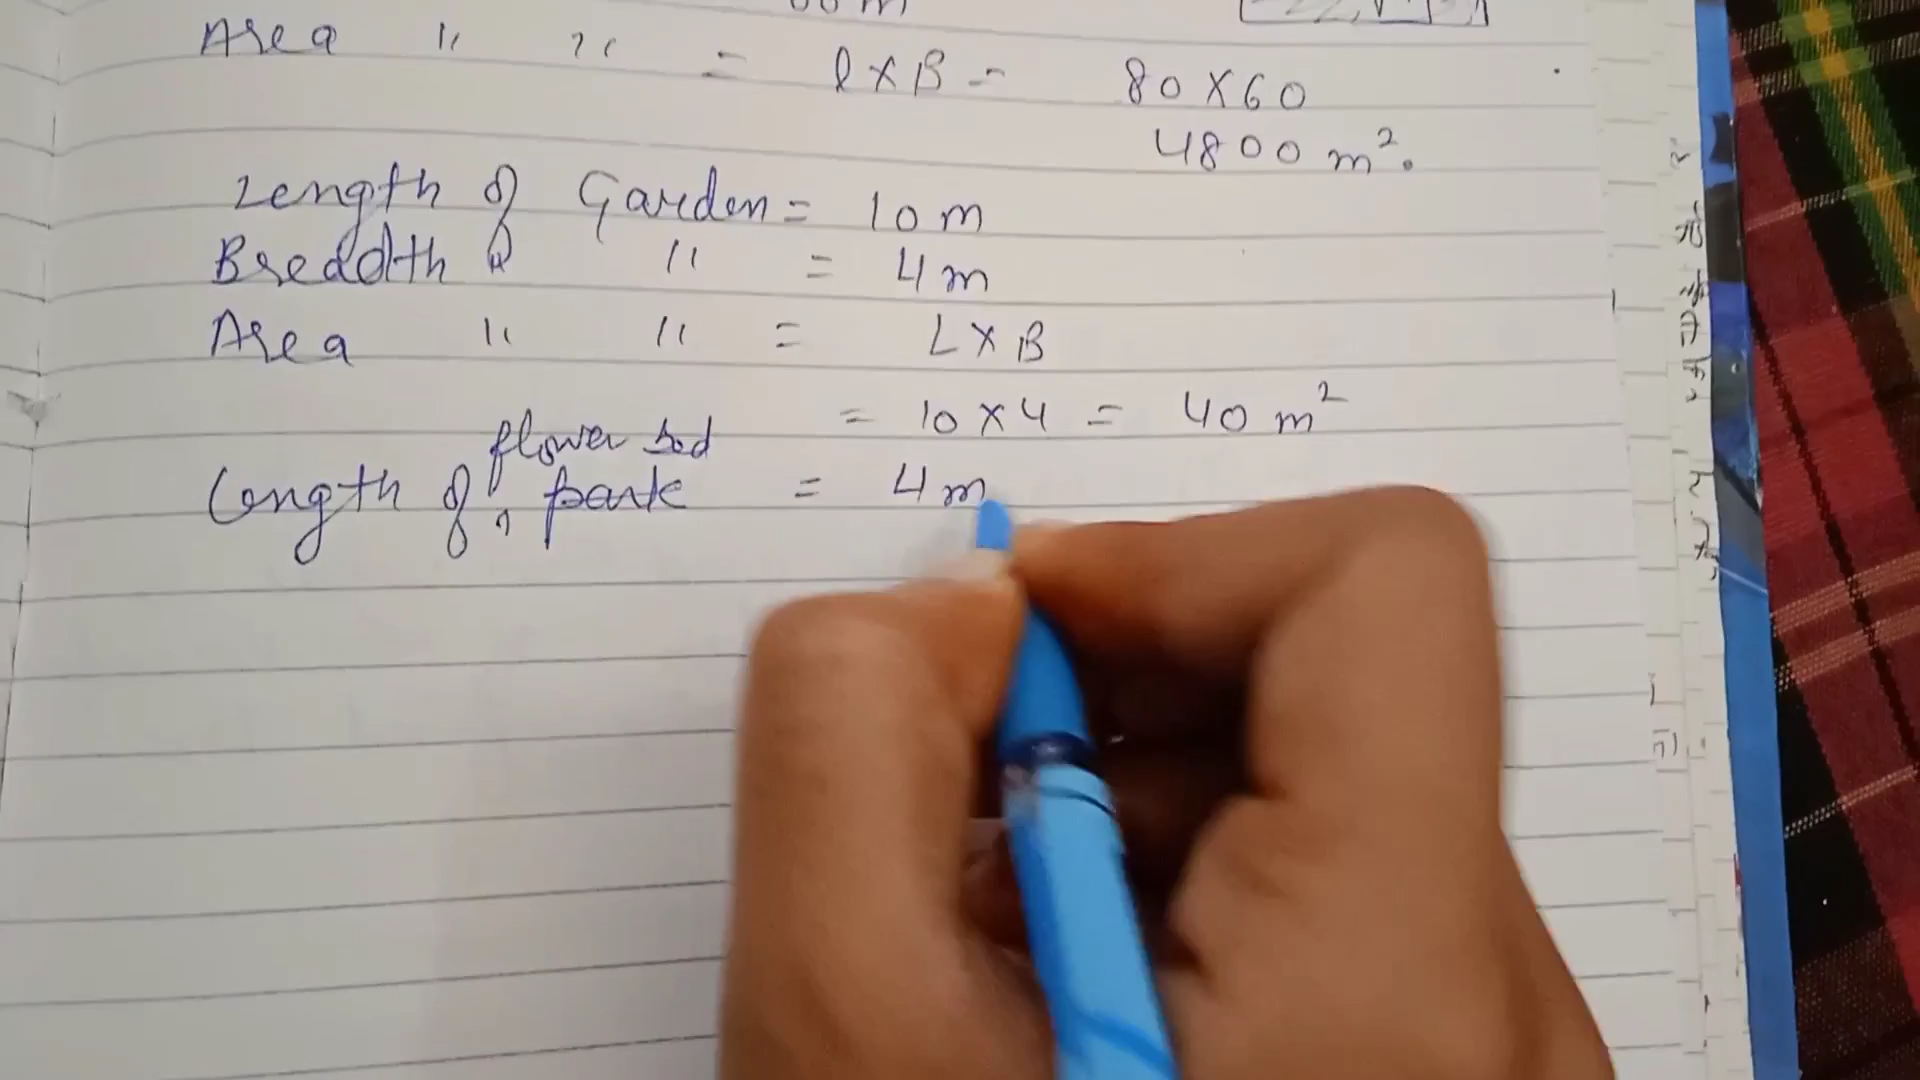 Area " " = l × B = 80 × 60
4800 m².
Length of Garden = 10 m
Breddth " " = 4 m
Area " " = L × B
= 10 × 4 = 40 m²
flower bed
Length of park = 4 m